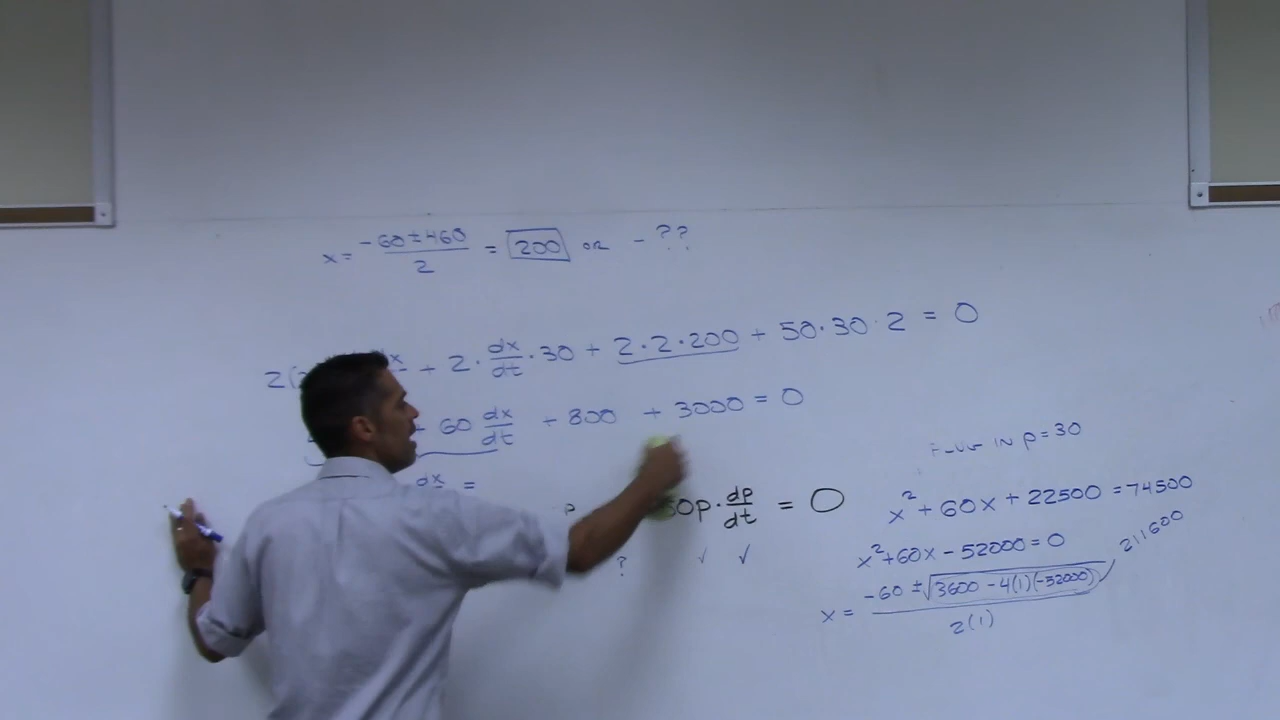 x = -60 ± 460 / 2 = 200 OR - ??
2( dx + 2 · dx/dt · 30 + 2 · 2 · 200 + 50 · 30 · 2 = 0
60 dx/dt + 800 + 3000 = 0
dx =
p 50p · dp/dt = 0
? ✓ ✓
IN p = 30
x² + 60x + 22500 = 74500
x² + 60x - 52000 = 0
x = -60 ± √3600 - 4(1)(-52000) / 2(1) 211600